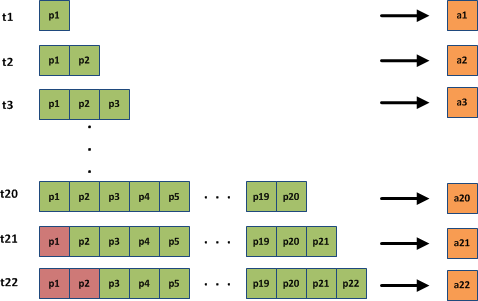 t1 p1 a1
t2 p1 p2 a2
t3 p1 p2 p3 a3
t20 p1 p2 p3 p4 p5 . . . p19 p20 a20
t21 p1 p2 p3 p4 p5 . . . p19 p20 p21 a21
t22 p1 p2 p3 p4 p5 . . . p19 p20 p21 p22 a22